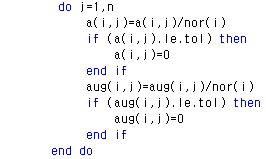 do j=1,n
a(i,j)=a(i,j)/nor(i)
if (a(i,j).le.tol) then
a(i,j)=0
end if
aug(i,j)=aug(i,j)/nor(i)
if (aug(i,j).le.tol) then
aug(i,j)=0
end if
end do